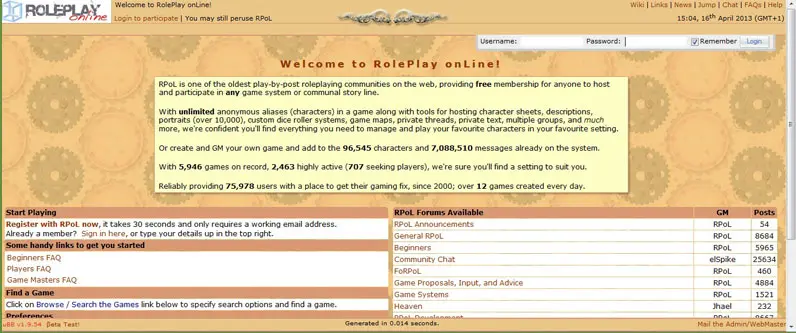 ROLEPLAY
onLine
Welcome to RolePlay onLine!
Login to participate | You may still peruse RPoL
Wiki | Links | News | Jump | Chat | FAQs | Help
15:04, 16th April 2013 (GMT+1)
Username:
Password:
Remember
Login
Welcome to RolePlay onLine!
RPoL is one of the oldest play-by-post roleplaying communities on the web, providing free membership for anyone to host
and participate in any game system or communal story line.
With unlimited anonymous aliases (characters) in a game along with tools for hosting character sheets, descriptions,
portraits (over 10,000), custom dice roller systems, game maps, private threads, private text, multiple groups, and much
more, we're confident you'll find everything you need to manage and play your favourite characters in your favourite setting.
Or create and GM your own game and add to the 96,545 characters and 7,088,510 messages already on the system.
With 5,946 games on record, 2,463 highly active (707 seeking players), we're sure you'll find a setting to suit you.
Reliably providing 75,978 users with a place to get their gaming fix, since 2000; over 12 games created every day.
Start Playing
Register with RPoL now, it takes 30 seconds and only requires a working email address.
Already a member? Sign in here, or type your details up in the top right.
Some handy links to get you started
Beginners FAQ
Players FAQ
Game Masters FAQ
Find a Game
Click on Browse / Search the Games link below to specify search options and find a game.
Preferences
RPoL Forums Available GM Posts
RPoL Announcements RPoL 54
General RPoL RPoL 8684
Beginners RPoL 5965
Community Chat elSpike 25634
FoRPoL RPoL 460
Game Proposals, Input, and Advice RPoL 4884
Game Systems RPoL 1521
Heaven Jhael 232
RPoL Development RPoL 8667
uBB v1.9.54 βeta Test!
Generated in 0.014 seconds.
Mail the Admin/WebMaster